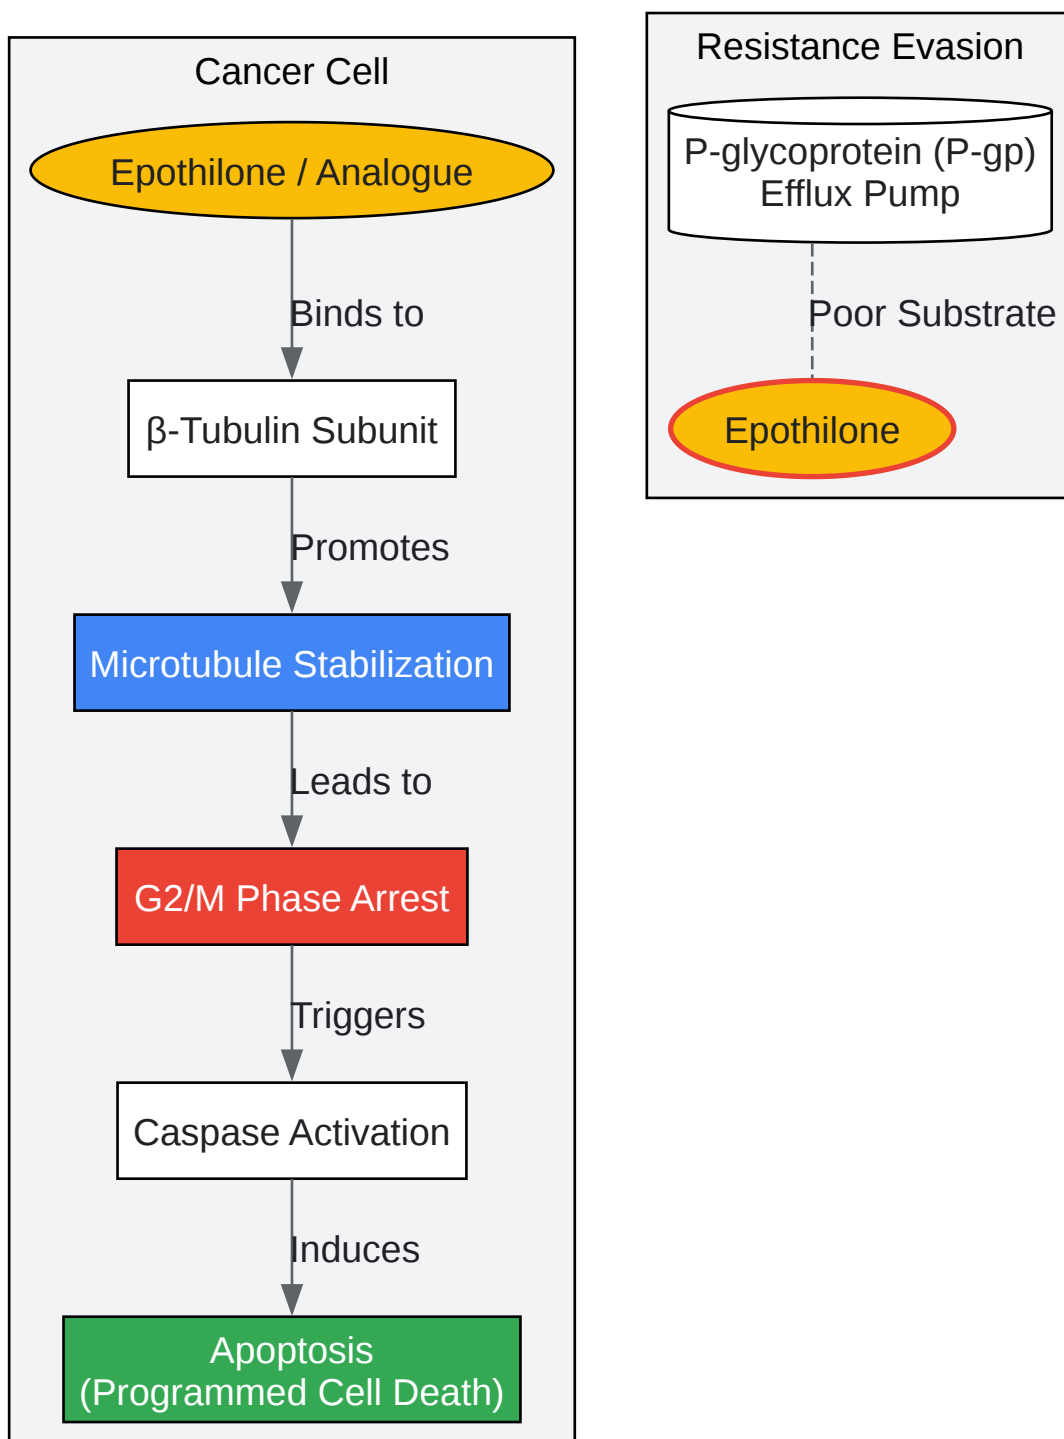 Cancer Cell
Epothilone / Analogue
Binds to
β-Tubulin Subunit
Promotes
Microtubule Stabilization
Leads to
G2/M Phase Arrest
Triggers
Caspase Activation
Induces
Apoptosis
(Programmed Cell Death)
Resistance Evasion
P-glycoprotein (P-gp)
Efflux Pump
Poor Substrate
Epothilone